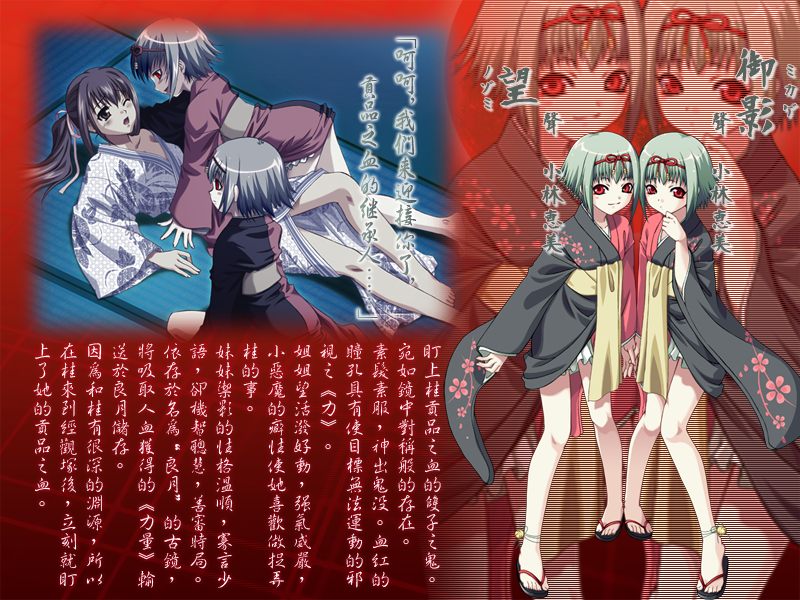 「呵呵，我們来迎接你了。
貢品之血的継承人……」
御影
ミカゲ
聲 小林恵美
望
ノゾミ
聲 小林恵美
盯上桂貢品之血的雙子之鬼。
宛如鏡中對稱般的存在。
素髮素服，神出鬼没。血紅的
瞳孔具有使目標無法運動的邪
視之《力》。
姐姐望活潑好動，强氣威嚴，
小惡魔的癖性使她喜歡做捉弄
桂的事。
妹妹御影的性格溫順，寡言少
語，卻機智聰慧，善審時局。
依存於名爲〝良月〞的古鏡，
將吸取人血獲得的《力量》輸
送於良月儲存。
因爲和桂有很深的淵源，所以
在桂來到經觀塚後，立刻就盯
上了她的貢品之血。